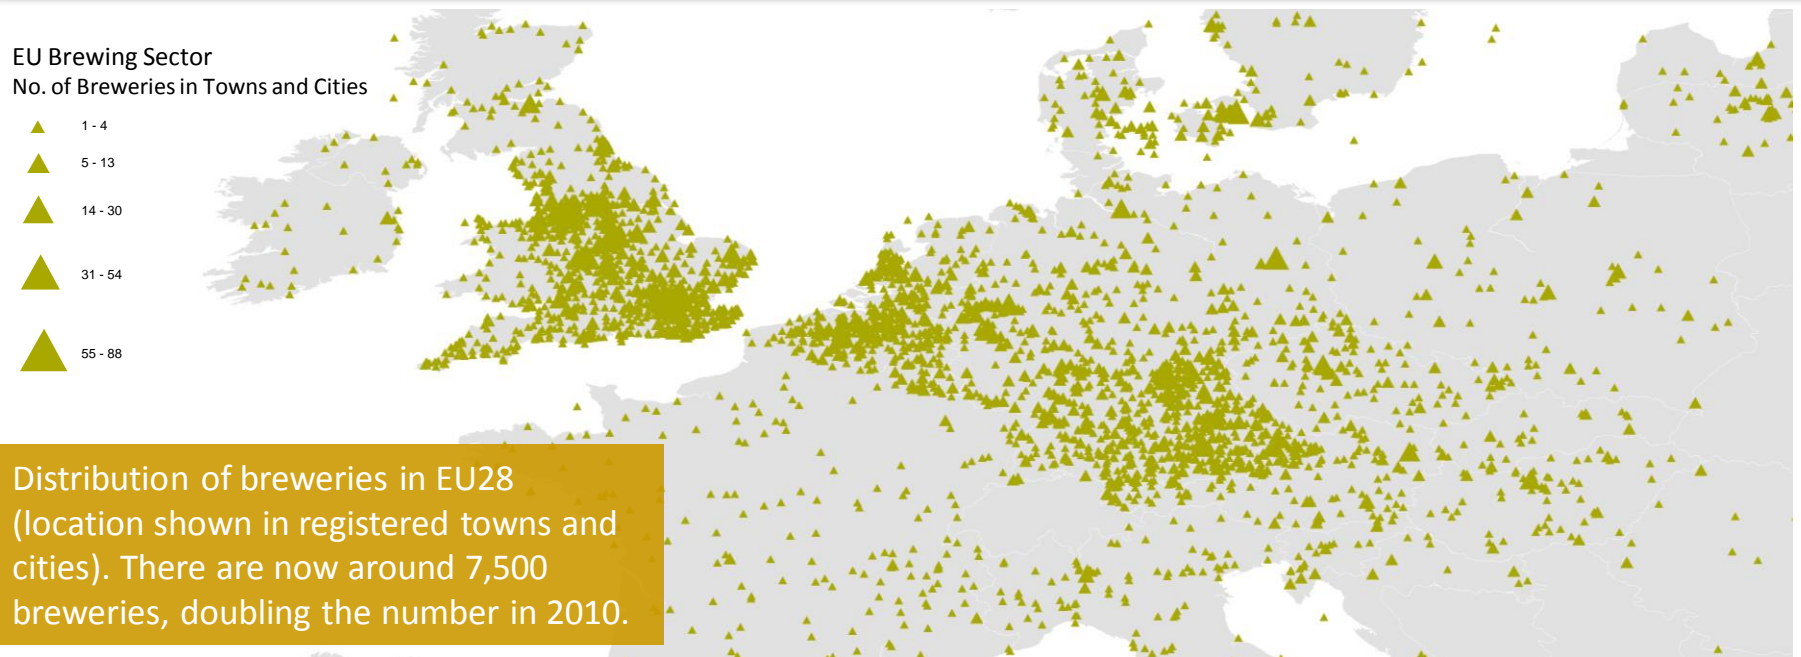 EU Brewing Sector
No. of Breweries in Towns and Cities
1 - 4
5 - 13
14 - 30
31 - 54
55 - 88
Distribution of breweries in EU28
(location shown in registered towns and
cities). There are now around 7,500
breweries, doubling the number in 2010.